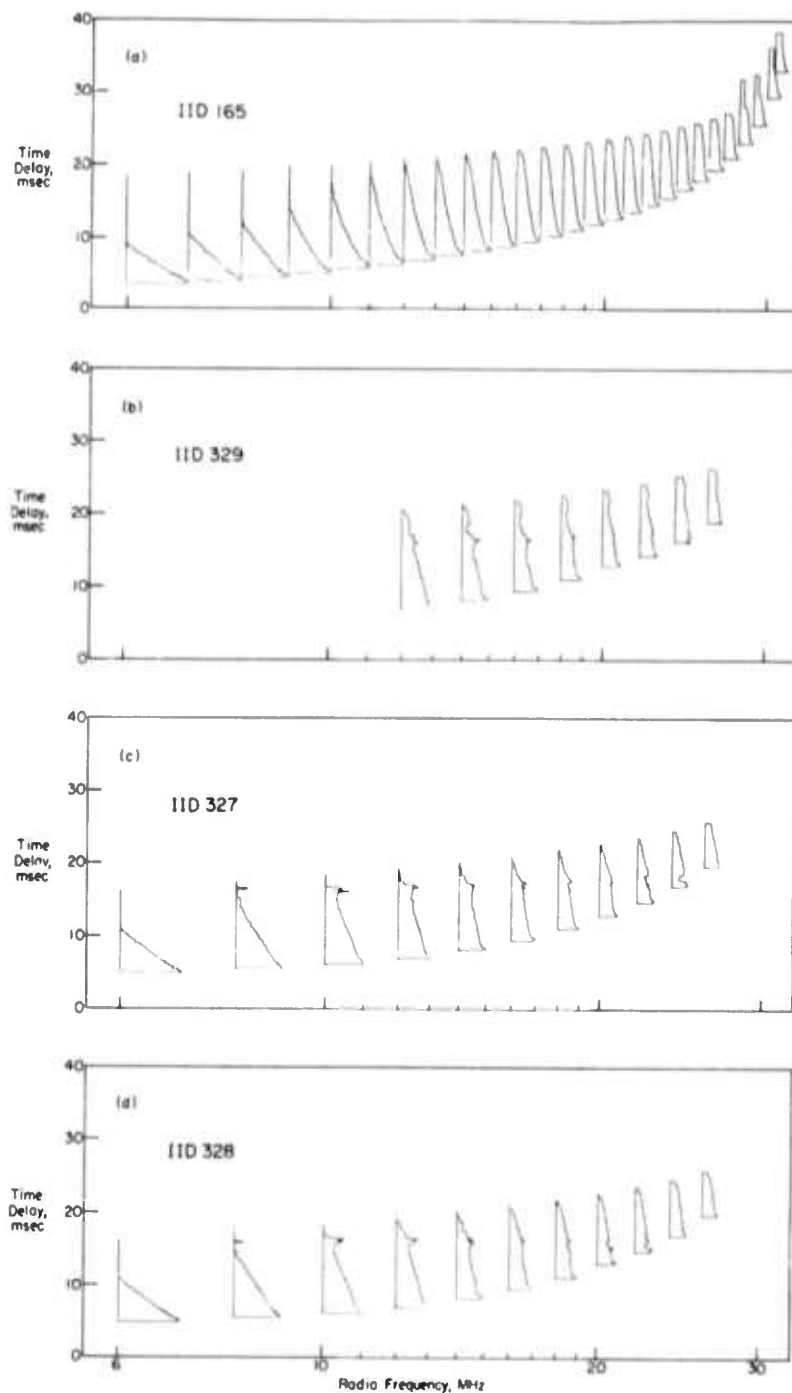 40
(a)
30
IID 165
Time
Delay,
msec
20
10
0
40
(b)
30
IID 329
Time
Delay,
msec
20
10
0
40
(c)
30
IID 327
Time
Delay,
msec
20
10
0
40
(d)
30
IID 328
Time
Delay,
msec
20
10
0
6
10
20
30
Radio Frequency, MHz